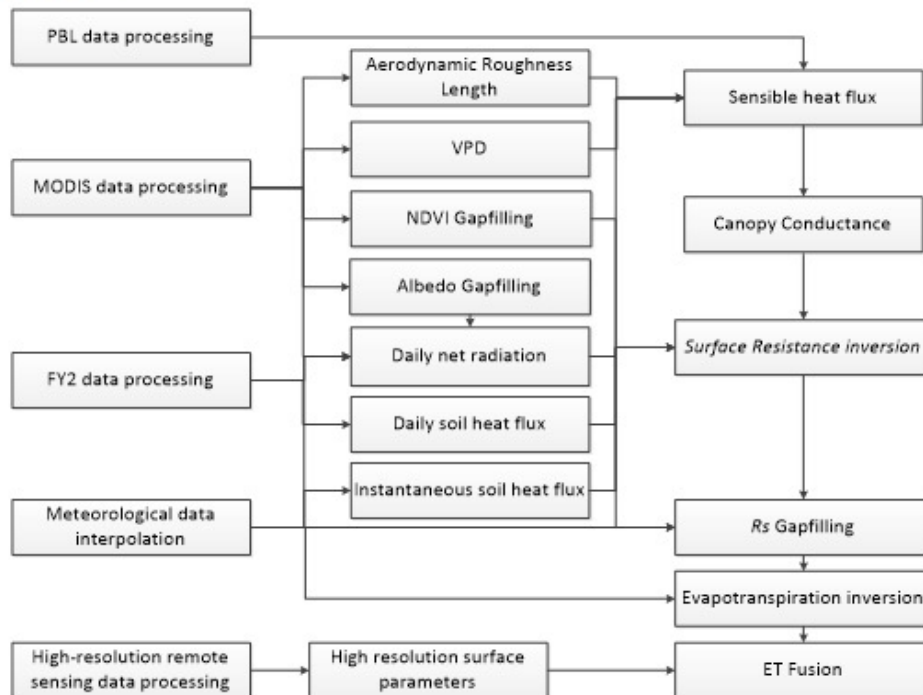 PBL data processing
Aerodynamic Roughness
Length
Sensible heat flux
VPD
MODIS data processing
NDVI Gapfilling
Canopy Conductance
Albedo Gapfilling
Daily net radiation
Surface Resistance inversion
FY2 data processing
Daily soil heat flux
Instantaneous soil heat flux
Meteorological data
interpolation
Rs Gapfilling
Evapotranspiration inversion
High-resolution remote
sensing data processing
High resolution surface
parameters
ET Fusion